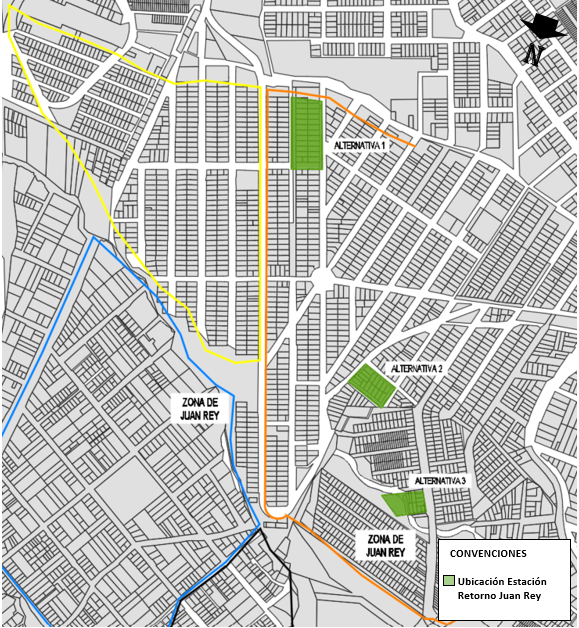 N
ALTERNATIVA 1
ALTERNATIVA 2
ZONA DE
JUAN REY
ALTERNATIVA 3
ZONA DE
JUAN REY
CONVENCIONES
Ubicación Estación
Retorno Juan Rey